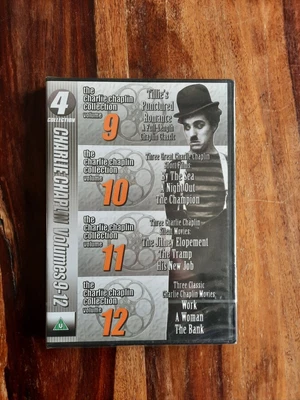 4
COLLECTION
CHARLIE CHAPLIN Volumes 9-12
U
the
charlie chaplin
collection
volume
9
Tillie's
Punctured
Romance
A Full-Length
Chaplin Classic
the
charlie chaplin
collection
volume
10
Three Great Charlie Chaplin
By The Sea
A Night Out
The Champion
the
charlie chaplin
collection
volume
11
Three Charlie Chaplin
Silent Movies:
The Jitney Elopement
The Tramp
His New Job
the
charlie chaplin
collection
volume
12
Three Classic
Charlie Chaplin Movies
Work
A Woman
The Bank